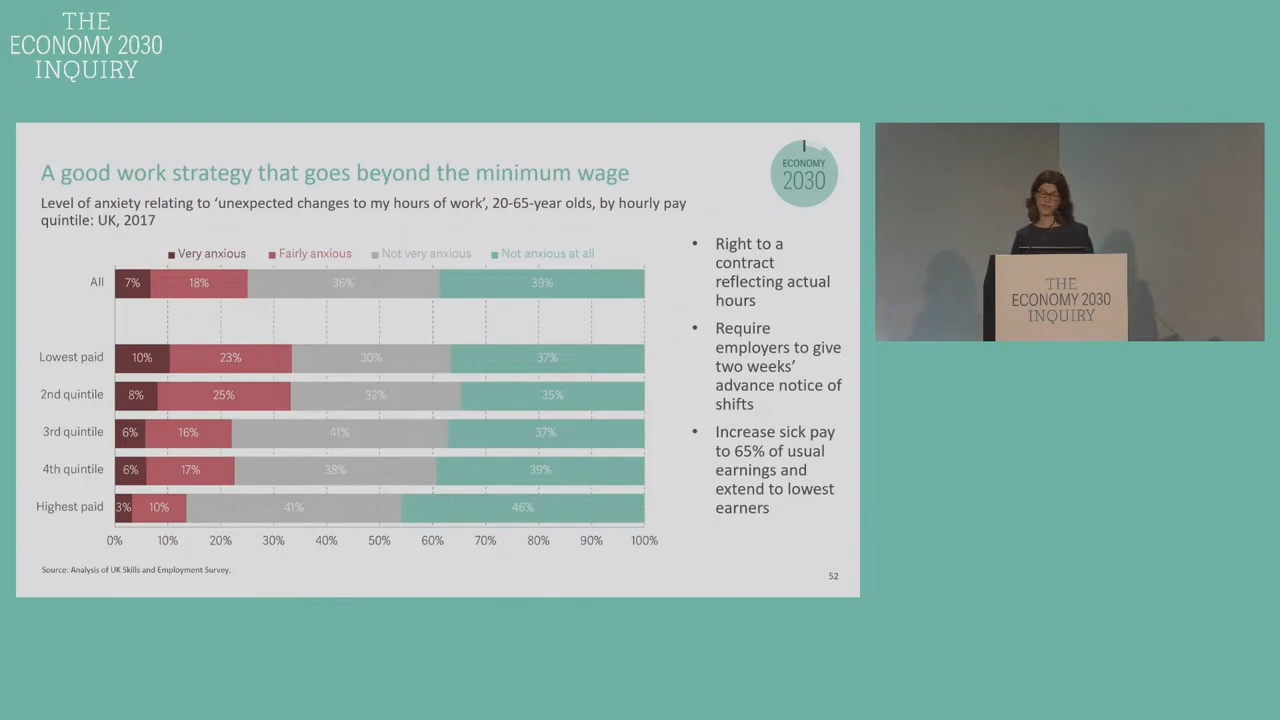 THE
ECONOMY 2030
INQUIRY
A good work strategy that goes beyond the minimum wage
ECONOMY
2030
Level of anxiety relating to ‘unexpected changes to my hours of work’, 20-65-year olds, by hourly pay
quintile: UK, 2017
Very anxious Fairly anxious Not very anxious Not anxious at all
All 7% 18% 36% 39%
Lowest paid 10% 23% 30% 37%
2nd quintile 8% 25% 32% 35%
3rd quintile 6% 16% 41% 37%
4th quintile 6% 17% 38% 39%
Highest paid 3% 10% 41% 46%
0% 10% 20% 30% 40% 50% 60% 70% 80% 90% 100%
Source: Analysis of UK Skills and Employment Survey.
• Right to a
contract
reflecting actual
hours
• Require
employers to give
two weeks’
advance notice of
shifts
• Increase sick pay
to 65% of usual
earnings and
extend to lowest
earners
52
THE
ECONOMY 2030
INQUIRY